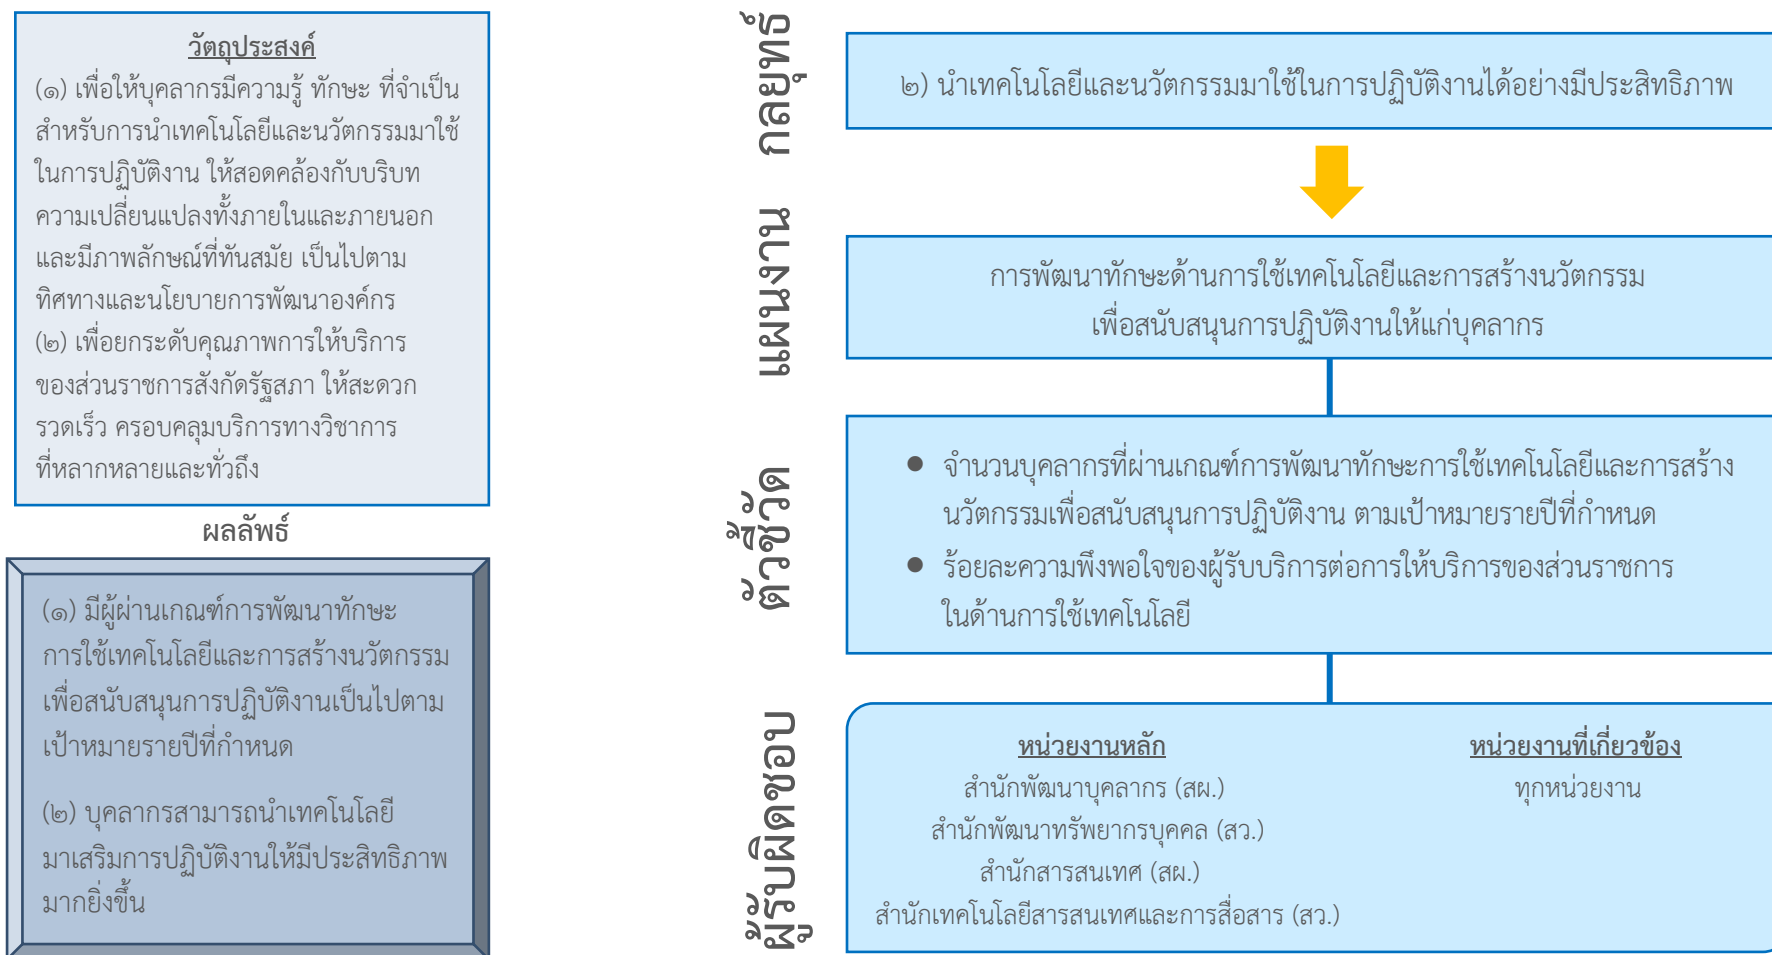 วัตถุประสงค์
(๑) เพื่อให้บุคลากรมีความรู้ ทักษะ ที่จำเป็น
สำหรับการนำเทคโนโลยีและนวัตกรรมมาใช้
ในการปฏิบัติงาน ให้สอดคล้องกับบริบท
ความเปลี่ยนแปลงทั้งภายในและภายนอก
และมีภาพลักษณ์ที่ทันสมัย เป็นไปตาม
ทิศทางและนโยบายการพัฒนาองค์กร
(๒) เพื่อยกระดับคุณภาพการให้บริการ
ของส่วนราชการสังกัดรัฐสภา ให้สะดวก
รวดเร็ว ครอบคลุมบริการทางวิชาการ
ที่หลากหลายและทั่วถึง
ผลลัพธ์
(๑) มีผู้ผ่านเกณฑ์การพัฒนาทักษะ
การใช้เทคโนโลยีและการสร้างนวัตกรรม
เพื่อสนับสนุนการปฏิบัติงานเป็นไปตาม
เป้าหมายรายปีที่กำหนด
(๒) บุคลากรสามารถนำเทคโนโลยี
มาเสริมการปฏิบัติงานให้มีประสิทธิภาพ
มากยิ่งขึ้น
กลยุทธ์
๒) นำเทคโนโลยีและนวัตกรรมมาใช้ในการปฏิบัติงานได้อย่างมีประสิทธิภาพ
แผนงาน
การพัฒนาทักษะด้านการใช้เทคโนโลยีและการสร้างนวัตกรรม
เพื่อสนับสนุนการปฏิบัติงานให้แก่บุคลากร
ตัวชี้วัด
● จำนวนบุคลากรที่ผ่านเกณฑ์การพัฒนาทักษะการใช้เทคโนโลยีและการสร้าง
นวัตกรรมเพื่อสนับสนุนการปฏิบัติงาน ตามเป้าหมายรายปีที่กำหนด
● ร้อยละความพึงพอใจของผู้รับบริการต่อการให้บริการของส่วนราชการ
ในด้านการใช้เทคโนโลยี
ผู้รับผิดชอบ
หน่วยงานหลัก
สำนักพัฒนาบุคลากร (สผ.)
สำนักพัฒนาทรัพยากรบุคคล (สว.)
สำนักสารสนเทศ (สผ.)
สำนักเทคโนโลยีสารสนเทศและการสื่อสาร (สว.)
หน่วยงานที่เกี่ยวข้อง
ทุกหน่วยงาน